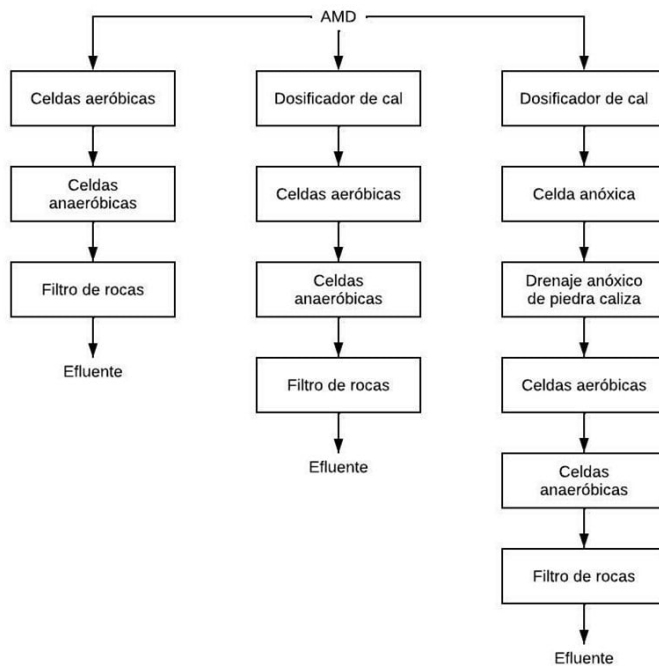 AMD
Celdas aeróbicas
Celdas
anaeróbicas
Filtro de rocas
Efluente
Dosificador de cal
Celdas aeróbicas
Celdas
anaeróbicas
Filtro de rocas
Efluente
Dosificador de cal
Celda anóxica
Drenaje anóxico
de piedra caliza
Celdas aeróbicas
Celdas
anaeróbicas
Filtro de rocas
Efluente